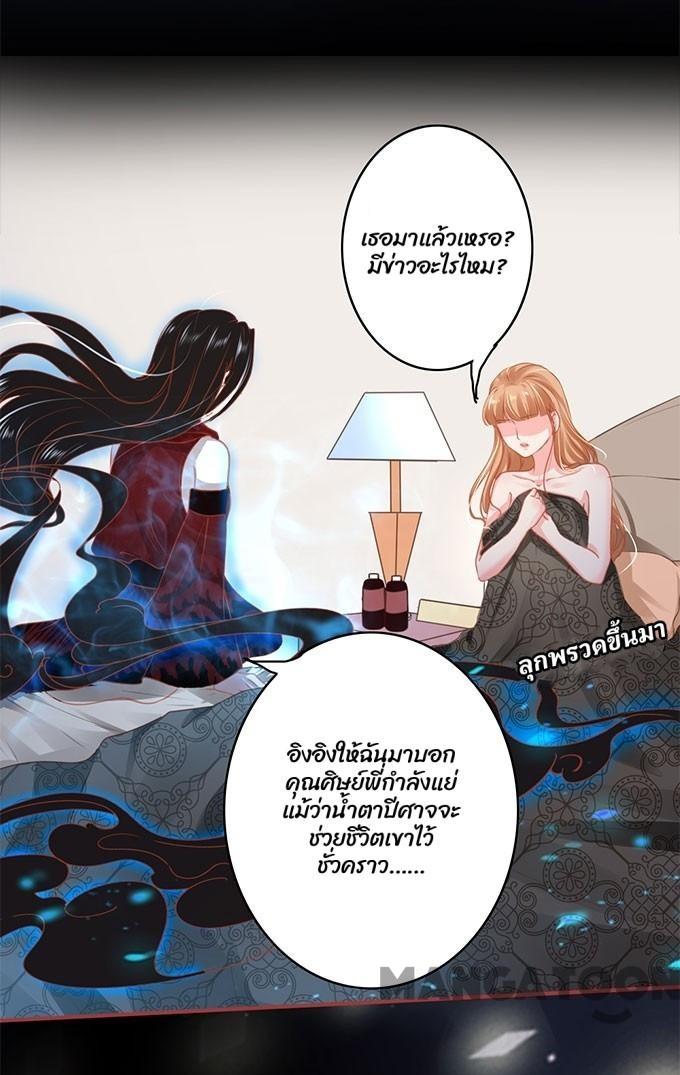 เธอมาแล้วเหรอ?
มีข่าวอะไรไหม?
ลุกพรวดขึ้นมา
อิงอิงให้ฉันมาบอก
คุณศิษย์พี่กำลังแย่
แม้ว่าน้ำตาปีศาจจะ
ช่วยชีวิตเขาไว้
ชั่วคราว......
MANGATOON